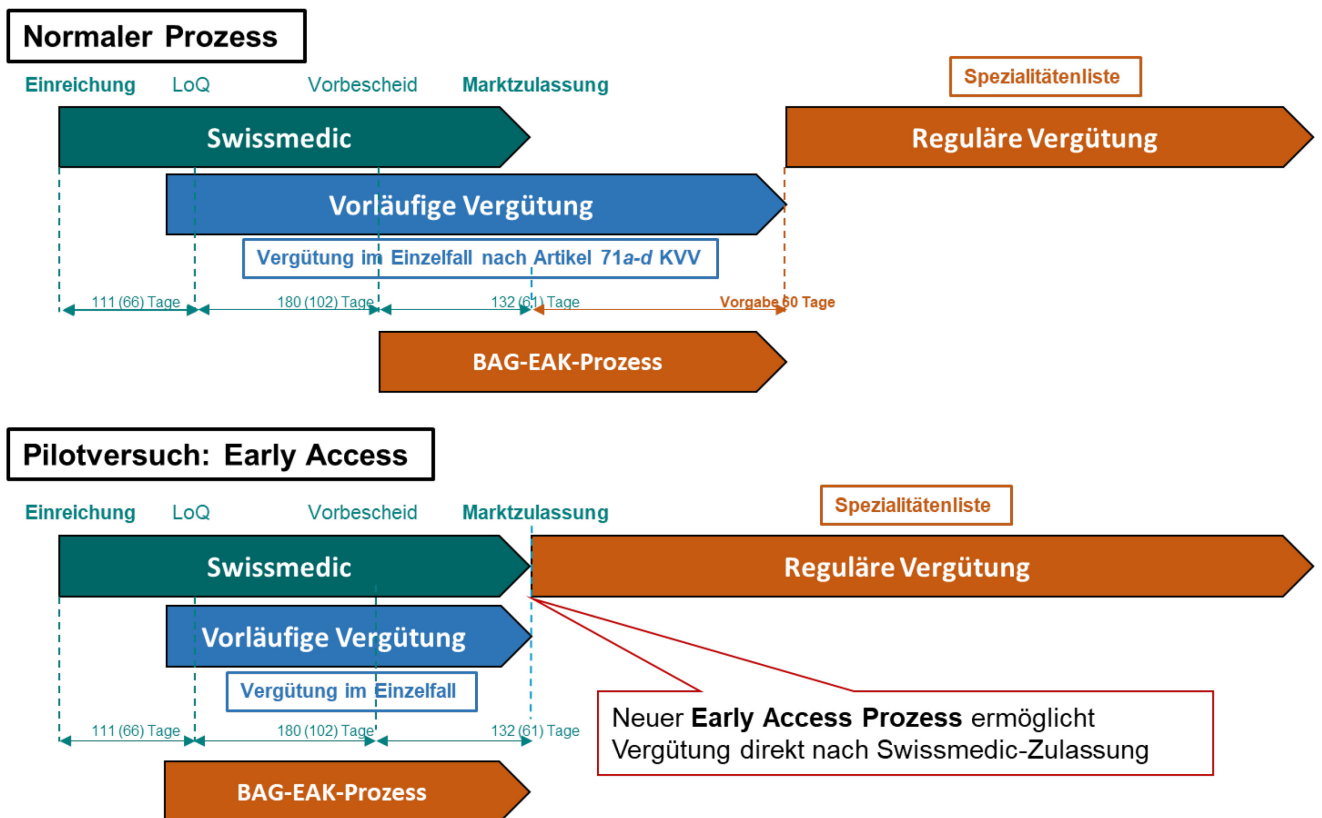 Normaler Prozess
Einreichung LoQ Vorbescheid Marktzulassung Spezialitätenliste
Swissmedic Reguläre Vergütung
Vorläufige Vergütung
Vergütung im Einzelfall nach Artikel 71a-d KVV
111 (66) Tage 180 (102) Tage 132 (61) Tage Vorgabe 60 Tage
BAG-EAK-Prozess
Pilotversuch: Early Access
Einreichung LoQ Vorbescheid Marktzulassung Spezialitätenliste
Swissmedic Reguläre Vergütung
Vorläufige Vergütung
Vergütung im Einzelfall
111 (66) Tage 180 (102) Tage 132 (61) Tage
Neuer Early Access Prozess ermöglicht
Vergütung direkt nach Swissmedic-Zulassung
BAG-EAK-Prozess